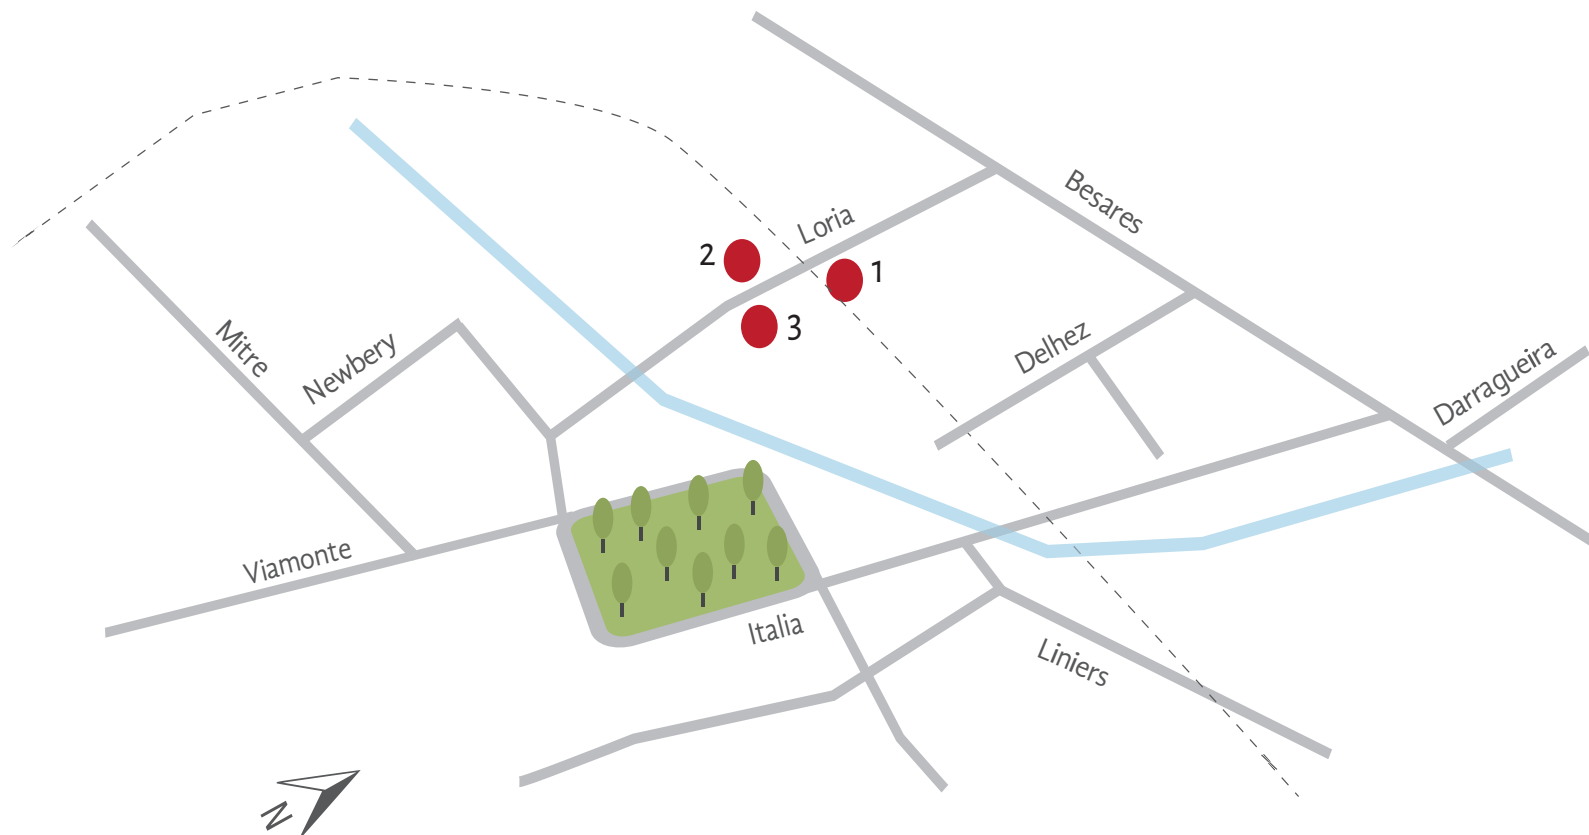 Besares
Loria
2
1
3
Mitre
Newbery
Delhez
Darragueira
Viamonte
Italia
Liniers
N